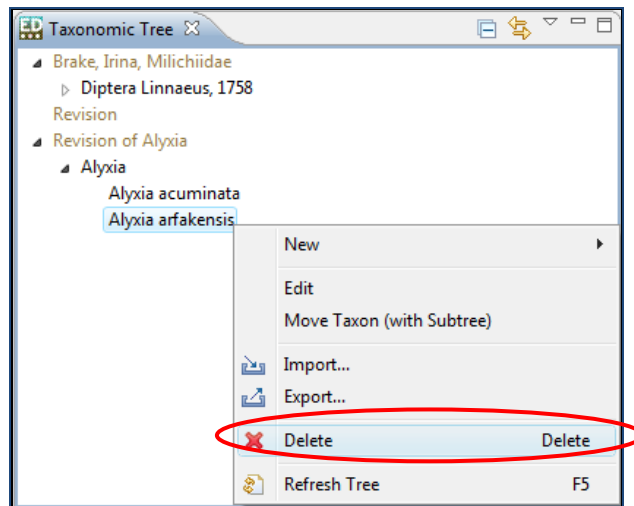 ED Taxonomic Tree
Brake, Irina, Milichiidae
Diptera Linnaeus, 1758
Revision
Revision of Alyxia
Alyxia
Alyxia acuminata
Alyxia arfakensis
New
Edit
Move Taxon (with Subtree)
Import...
Export...
Delete Delete
Refresh Tree F5